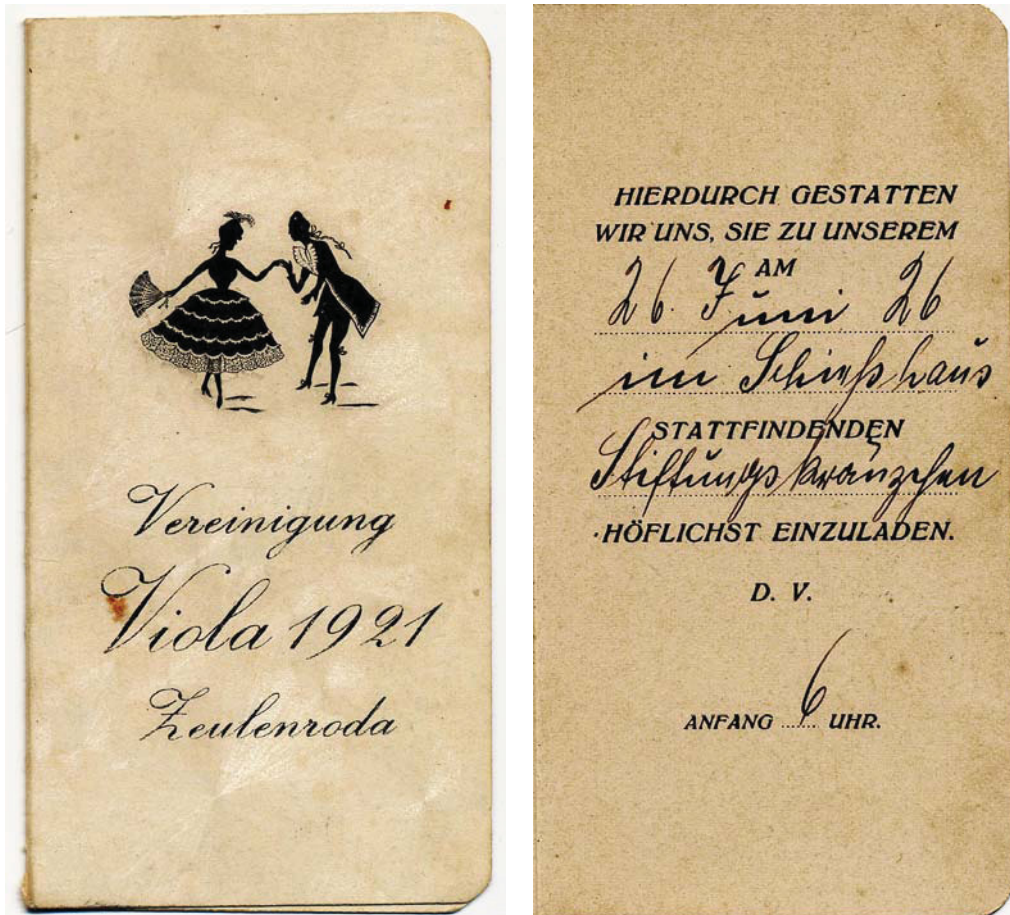 Vereinigung
Viola 1921
Zeulenroda
HIERDURCH GESTATTEN
WIR UNS, SIE ZU UNSEREM
AM
26. Juni 26
im Schießhaus
STATTFINDENDEN
Stiftungskränzchen
HÖFLICHST EINZULADEN.
D. V.
ANFANG 6 UHR.